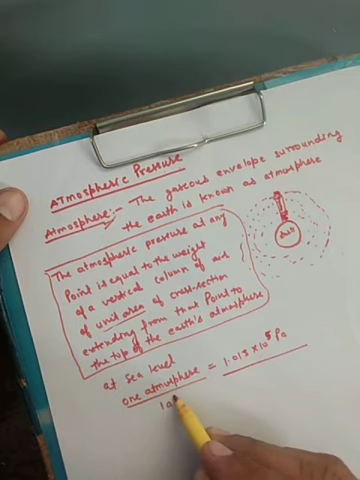 Atmospheric Pressure
Atmosphere:- The gaseous envelope surrounding
the earth is known as atmosphere
The atmospheric pressure at any
Point is equal to the weight
of a vertical column of air
of unit area of cross-section
extending from that Point to
the top of the earth's atmosphere
at sea level
one atmosphere = 1.013 × 10⁵ Pa
1 a